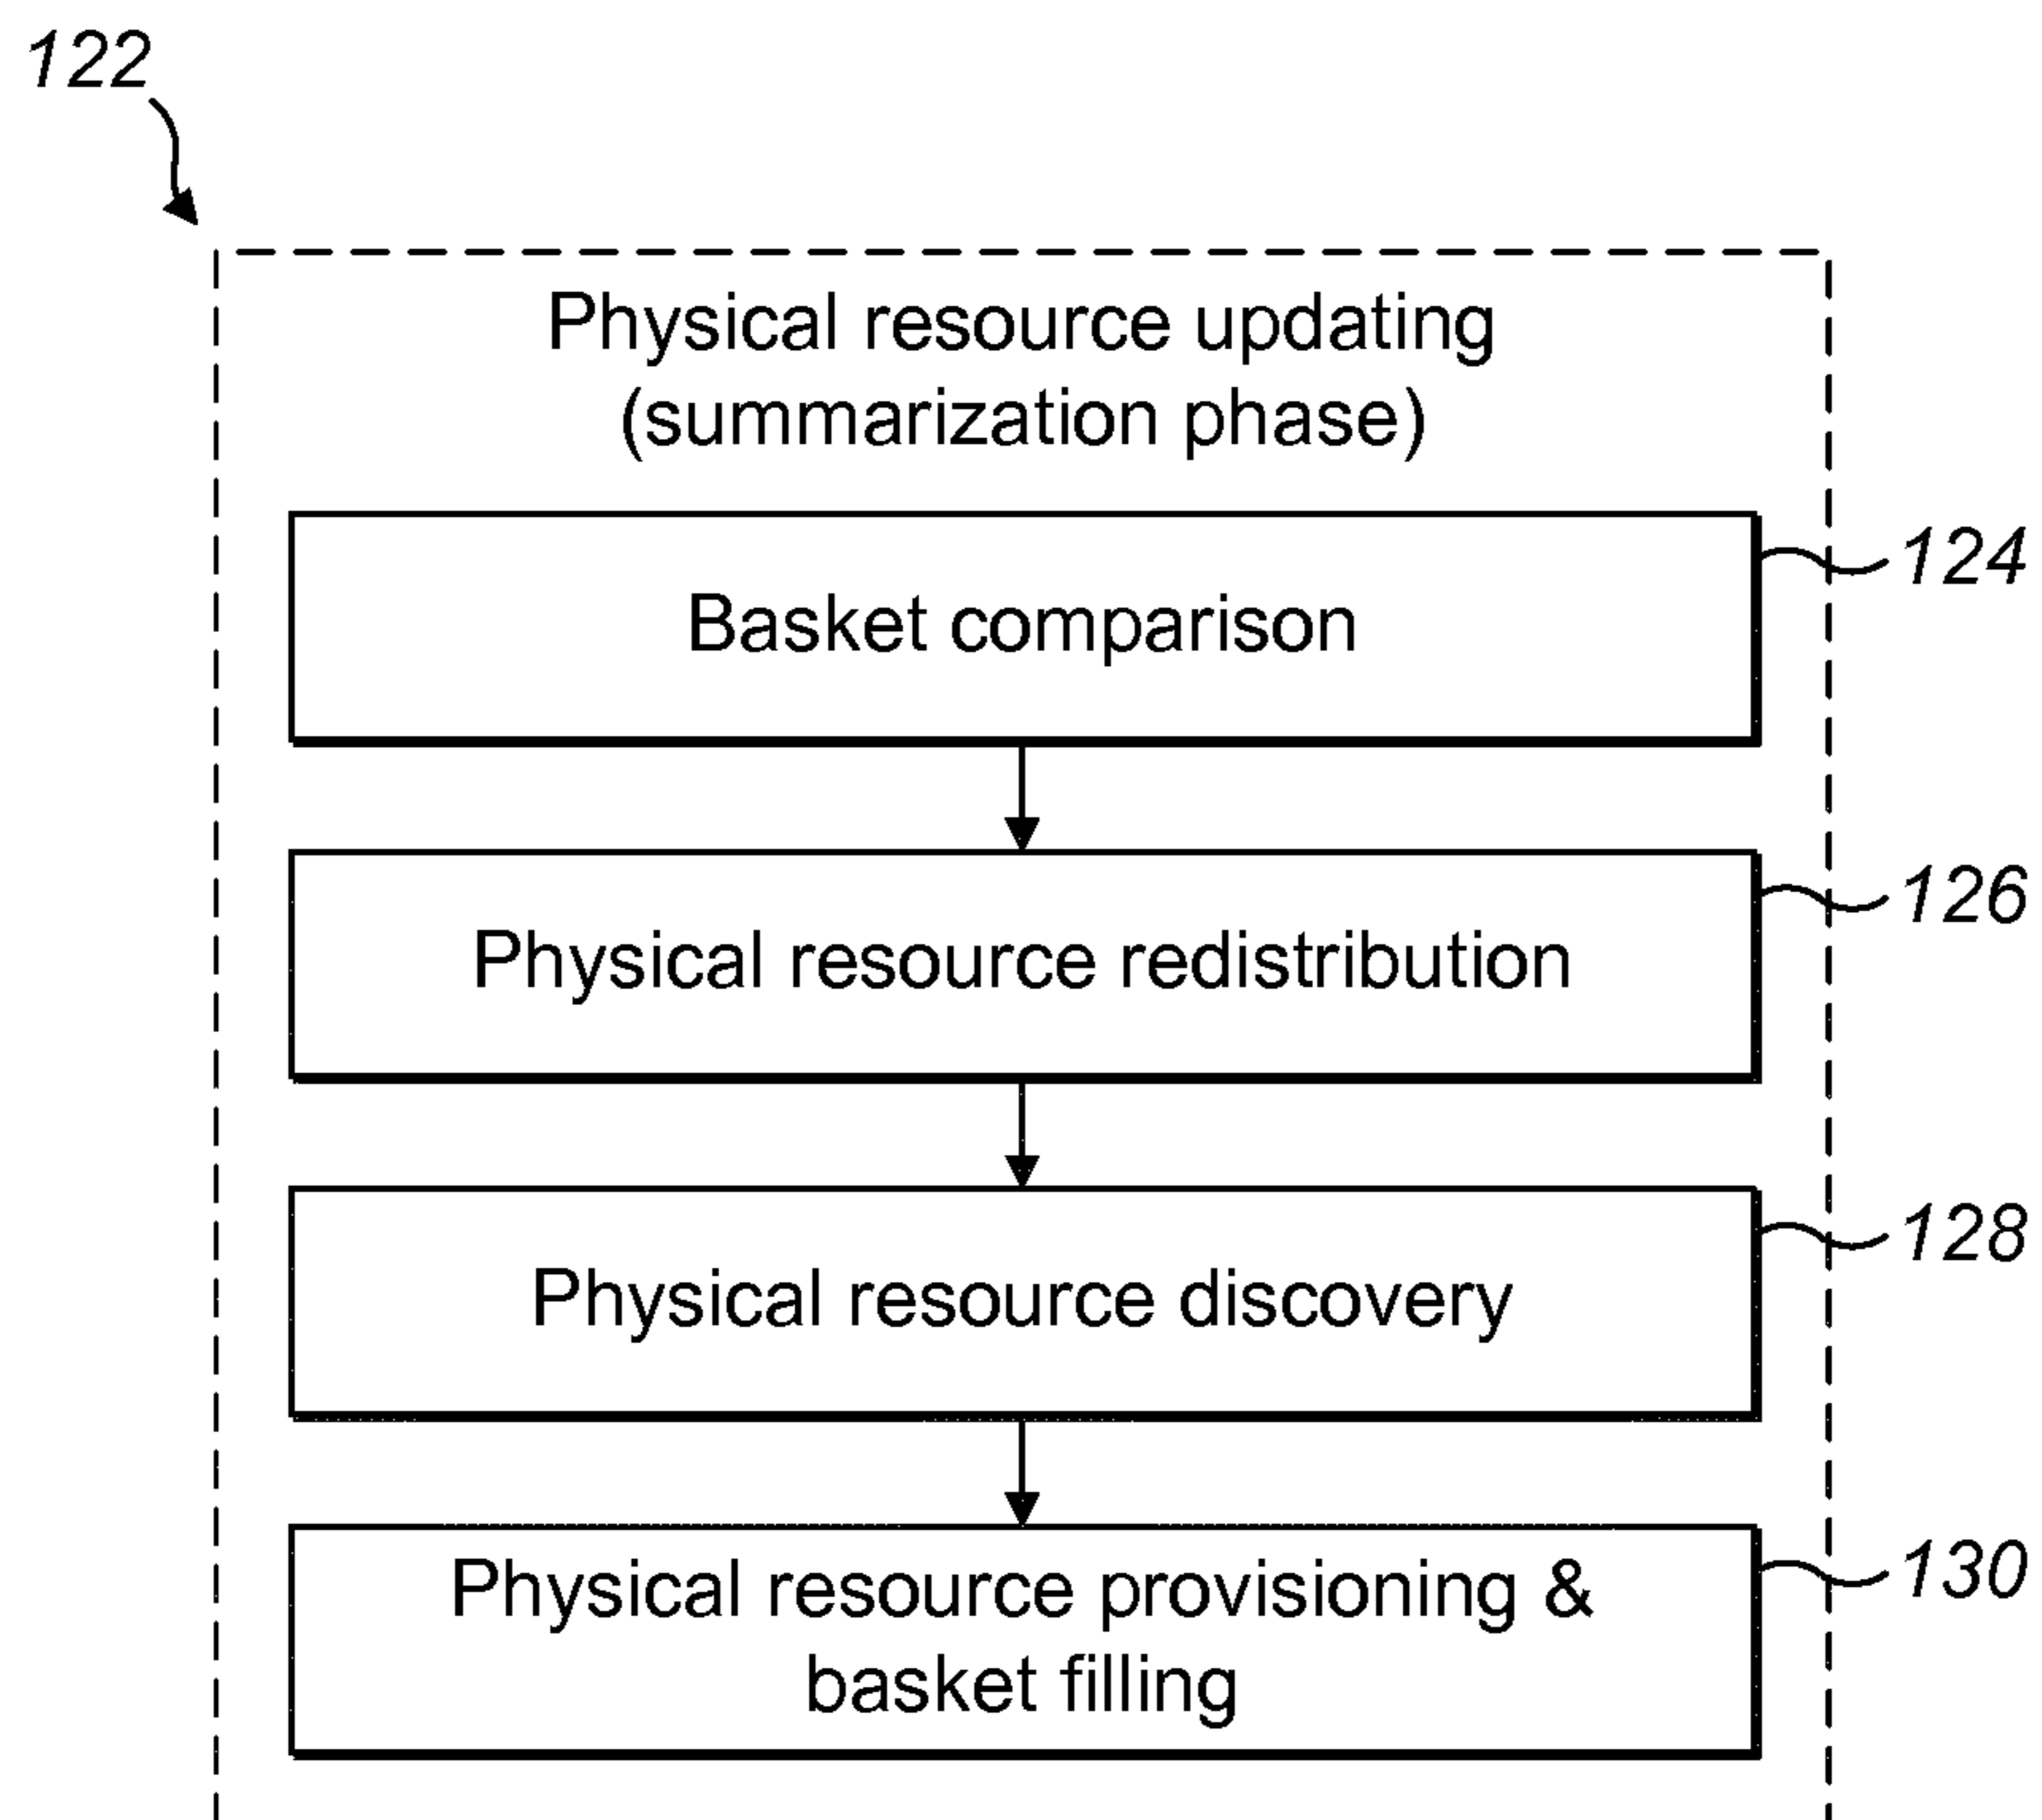 122
Physical resource updating
(summarization phase)
Basket comparison
124
Physical resource redistribution
126
Physical resource discovery
128
Physical resource provisioning &
basket filling
130